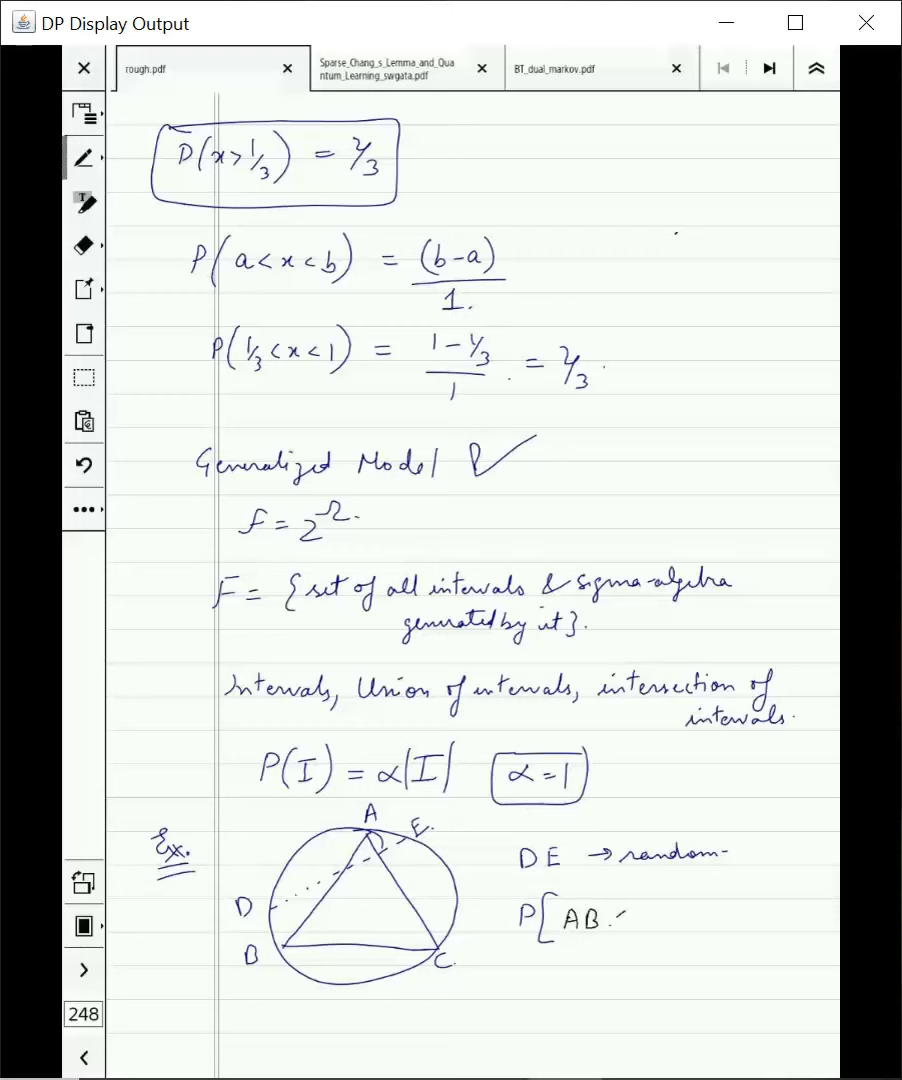 DP Display Output
rough.pdf
Sparse_Chang_s_Lemma_and_Qua
ntum_Learning_swgata.pdf
BT_dual_markov.pdf
P(x>1/3) = 2/3
P(a<x<b) = (b-a)
1.
P(1/3<x<1) = 1-1/3 = 2/3.
1
Generalized Model P ✓
F = 2^Ω.
F = {set of all intervals & sigma-algebra
generated by it}.
Intervals, Union of intervals, intersection of
intervals.
P(I) = α|I| α=1
Ex.
A
E.
D
B
C.
DE → random-
P[AB
248